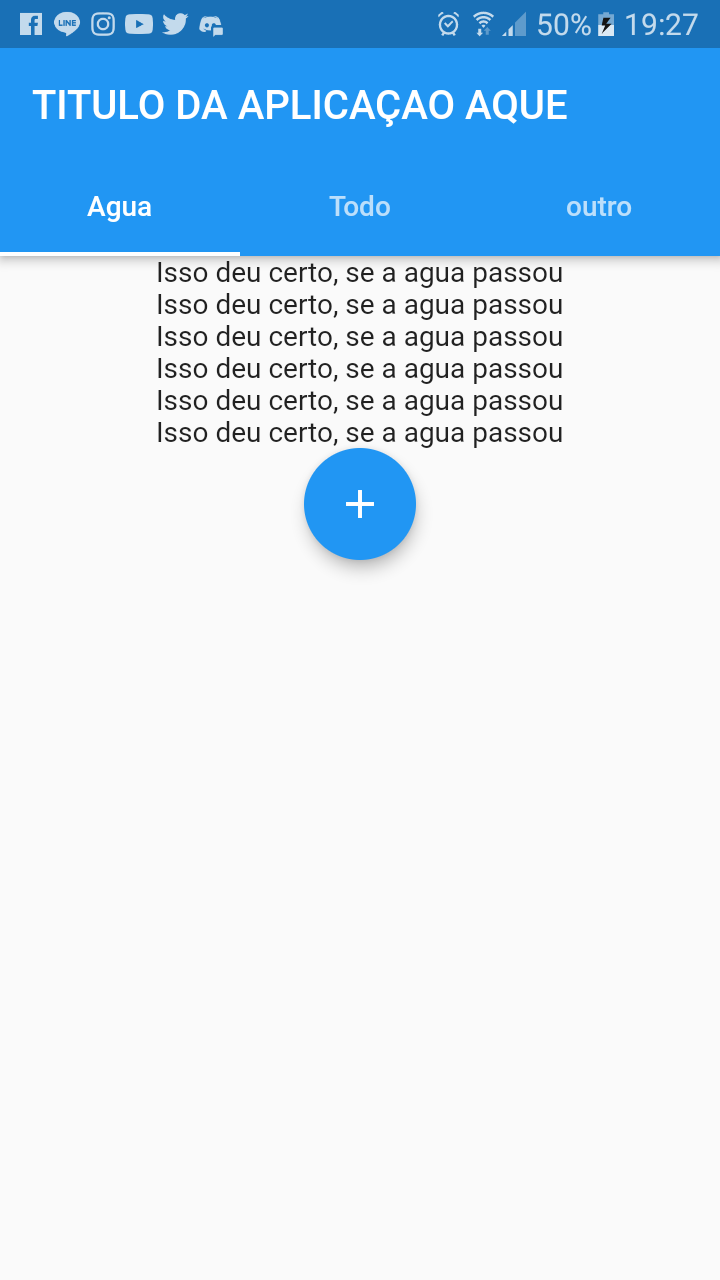 LINE
50%
19:27
TITULO DA APLICAÇAO AQUE
Agua
Todo
outro
Isso deu certo, se a agua passou
Isso deu certo, se a agua passou
Isso deu certo, se a agua passou
Isso deu certo, se a agua passou
Isso deu certo, se a agua passou
Isso deu certo, se a agua passou